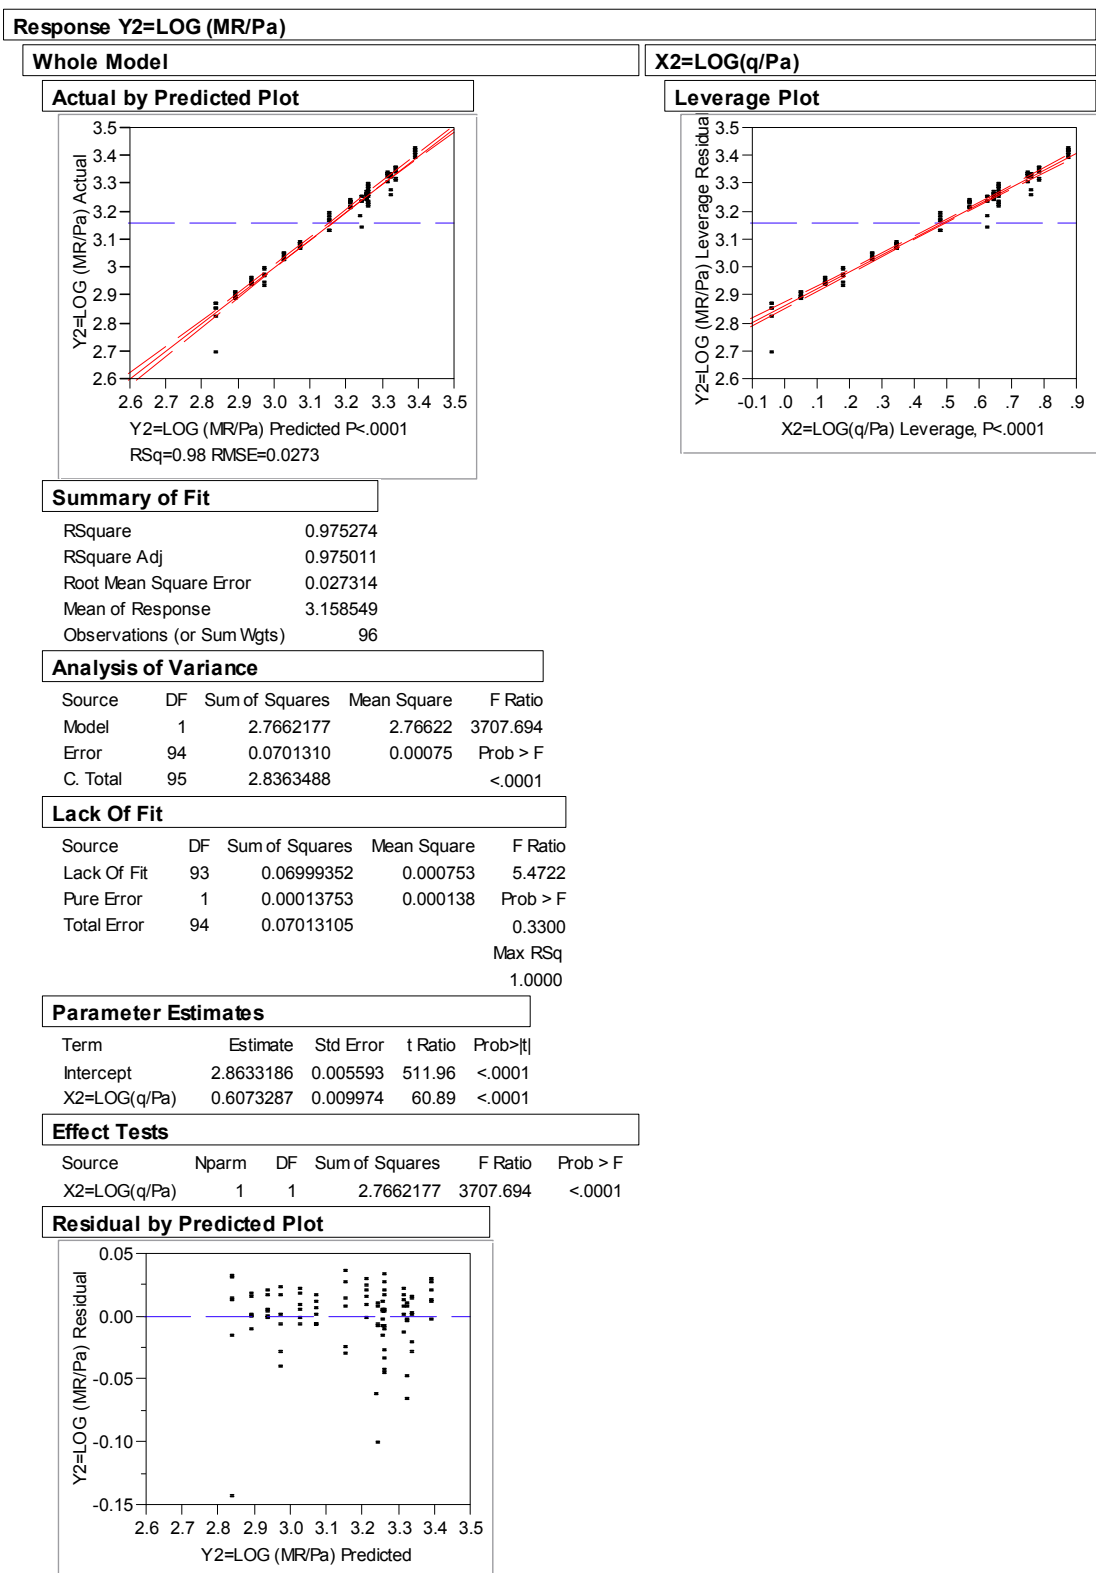 Response Y2=LOG (MR/Pa)
Whole Model
Actual by Predicted Plot
Y2=LOG (MR/Pa) Actual
3.5
3.4
3.3
3.2
3.1
3
2.9
2.8
2.7
2.6
2.6 2.7 2.8 2.9 3.0 3.1 3.2 3.3 3.4 3.5
Y2=LOG (MR/Pa) Predicted P<.0001
RSq=0.98 RMSE=0.0273
X2=LOG(q/Pa)
Leverage Plot
Y2=LOG (MR/Pa) Leverage Residual
3.5
3.4
3.3
3.2
3.1
3.0
2.9
2.8
2.7
2.6
-0.1 .0 .1 .2 .3 .4 .5 .6 .7 .8 .9
X2=LOG(q/Pa) Leverage, P<.0001
Summary of Fit
RSquare 0.975274
RSquare Adj 0.975011
Root Mean Square Error 0.027314
Mean of Response 3.158549
Observations (or Sum Wgts) 96
Analysis of Variance
Source DF Sum of Squares Mean Square F Ratio
Model 1 2.7662177 2.76622 3707.694
Error 94 0.0701310 0.00075 Prob > F
C. Total 95 2.8363488 <.0001
Lack Of Fit
Source DF Sum of Squares Mean Square F Ratio
Lack Of Fit 93 0.06999352 0.000753 5.4722
Pure Error 1 0.00013753 0.000138 Prob > F
Total Error 94 0.07013105 0.3300
Max RSq
1.0000
Parameter Estimates
Term Estimate Std Error t Ratio Prob>|t|
Intercept 2.8633186 0.005593 511.96 <.0001
X2=LOG(q/Pa) 0.6073287 0.009974 60.89 <.0001
Effect Tests
Source Nparm DF Sum of Squares F Ratio Prob > F
X2=LOG(q/Pa) 1 1 2.7662177 3707.694 <.0001
Residual by Predicted Plot
Y2=LOG (MR/Pa) Residual
0.05
0.00
-0.05
-0.10
-0.15
2.6 2.7 2.8 2.9 3.0 3.1 3.2 3.3 3.4 3.5
Y2=LOG (MR/Pa) Predicted